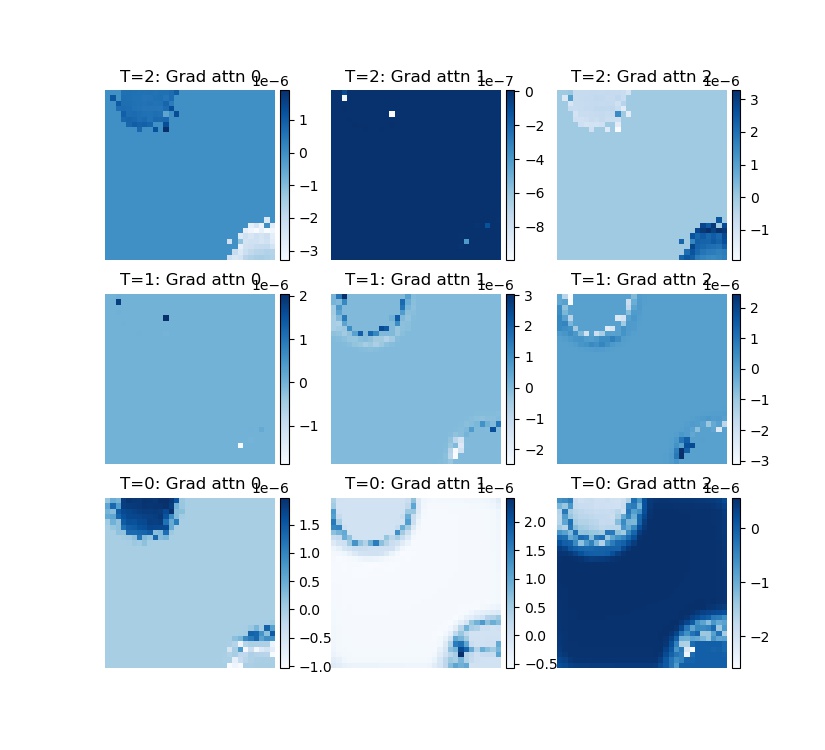 T=2: Grad attn 0
1e−6
T=2: Grad attn 1
1e−7
T=2: Grad attn 2
1e−6
1
0
−1
−2
−3
0
−2
−4
−6
−8
3
2
1
0
−1
T=1: Grad attn 0
1e−6
T=1: Grad attn 1
1e−6
T=1: Grad attn 2
1e−6
2
1
0
−1
3
2
1
0
−1
−2
2
1
0
−1
−2
−3
T=0: Grad attn 0
1e−6
T=0: Grad attn 1
1e−6
T=0: Grad attn 2
1e−6
1.5
1.0
0.5
0.0
−0.5
−1.0
2.0
1.5
1.0
0.5
0.0
−0.5
0
−1
−2